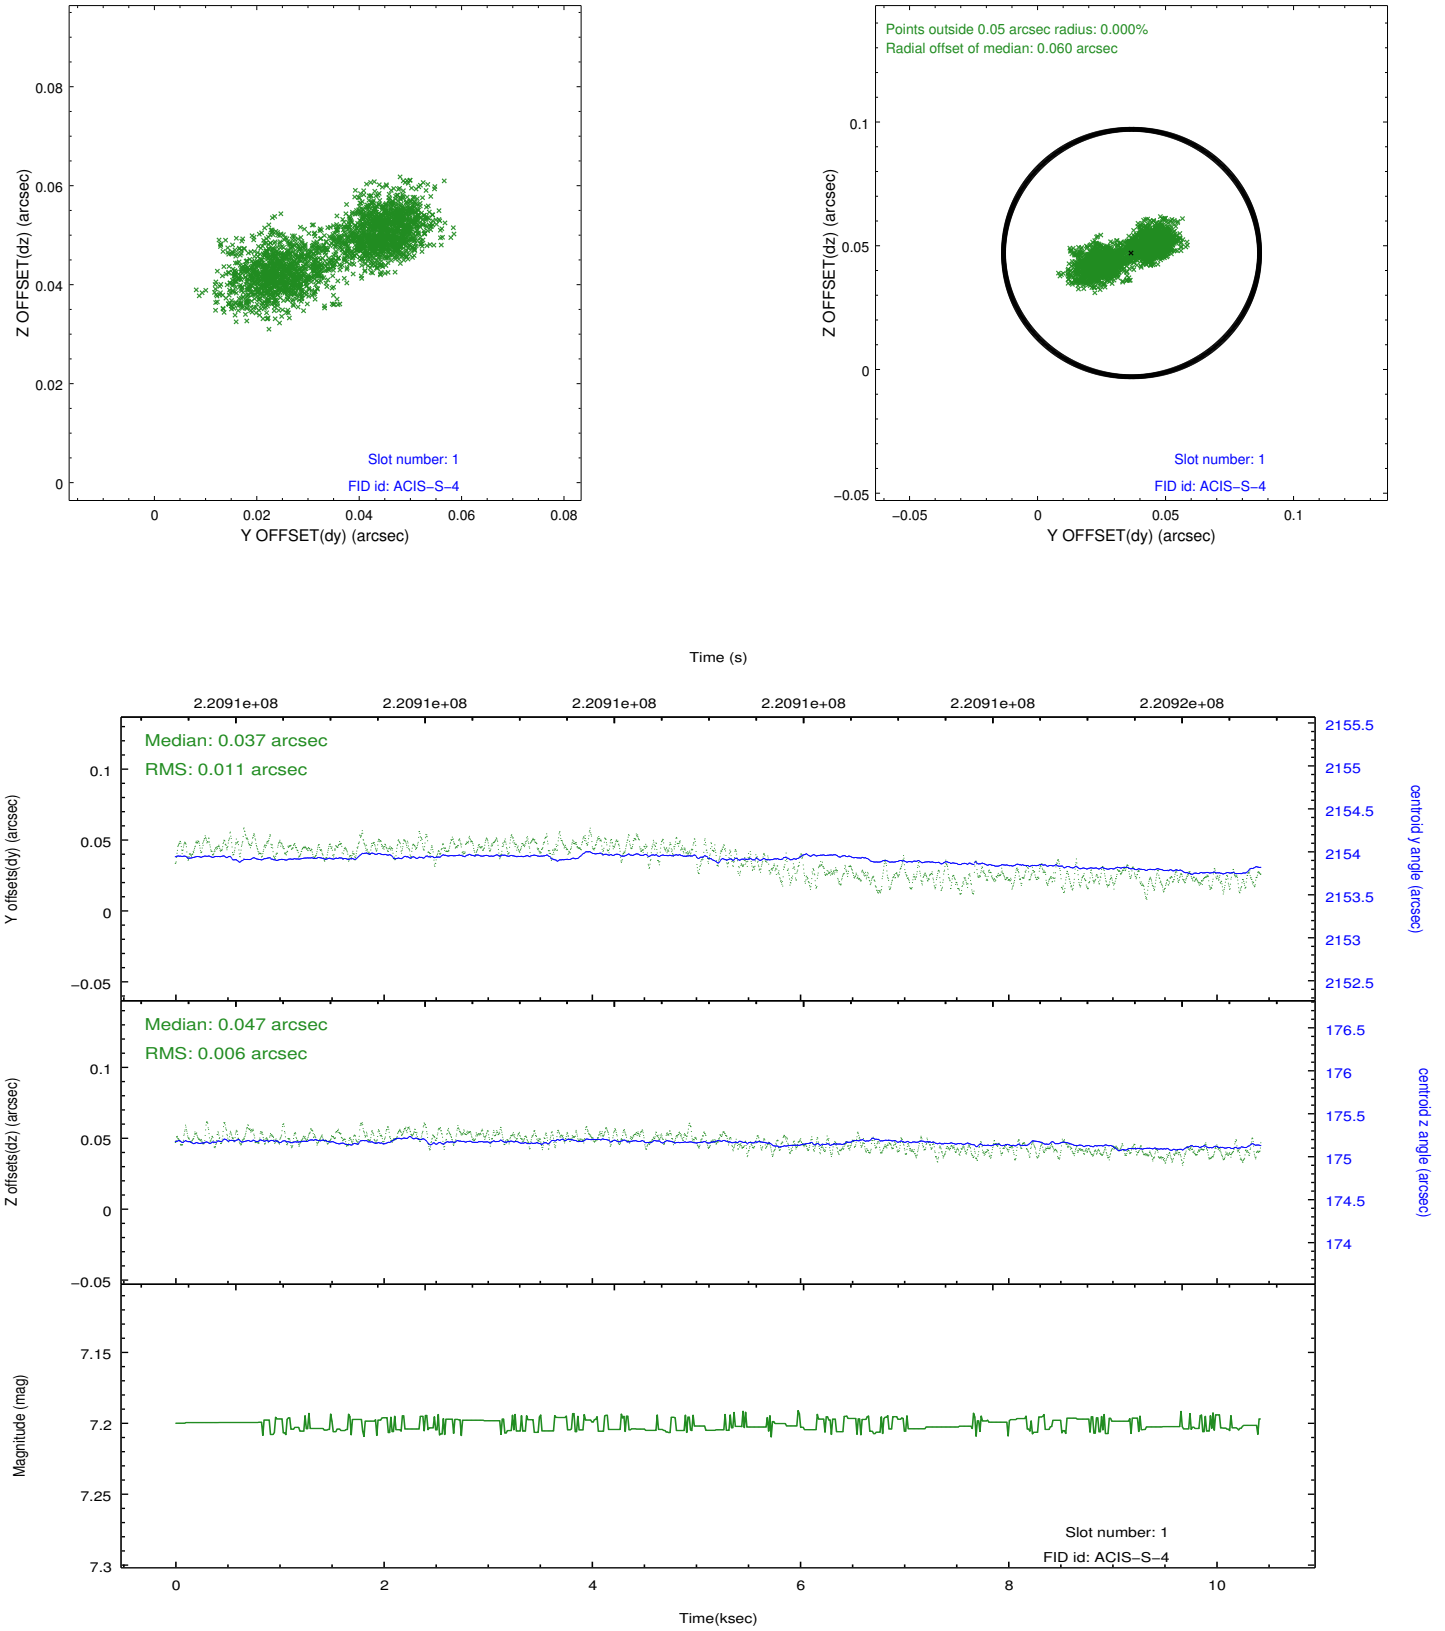 0.08
0.06
0.04
0.02
0
Z OFFSET(dz) (arcsec)
Slot number: 1
FID id: ACIS−S−4
0 0.02 0.04 0.06 0.08
Y OFFSET(dy) (arcsec)
Points outside 0.05 arcsec radius: 0.000%
Radial offset of median: 0.060 arcsec
0.1
0.05
0
−0.05
Z OFFSET(dz) (arcsec)
Slot number: 1
FID id: ACIS−S−4
−0.05 0 0.05 0.1
Y OFFSET(dy) (arcsec)
Time (s)
2.2091e+08 2.2091e+08 2.2091e+08 2.2091e+08 2.2091e+08 2.2092e+08
Median: 0.037 arcsec
RMS: 0.011 arcsec
0.1
0.05
0
−0.05
Y offsets(dy) (arcsec)
2155.5
2155
2154.5
2154
2153.5
2153
2152.5
centroid y angle (arcsec)
Median: 0.047 arcsec
RMS: 0.006 arcsec
0.1
0.05
0
−0.05
Z offsets(dz) (arcsec)
176.5
176
175.5
175
174.5
174
centroid z angle (arcsec)
7.15
7.2
7.25
7.3
Magnitude (mag)
Slot number: 1
FID id: ACIS−S−4
0 2 4 6 8 10
Time(ksec)